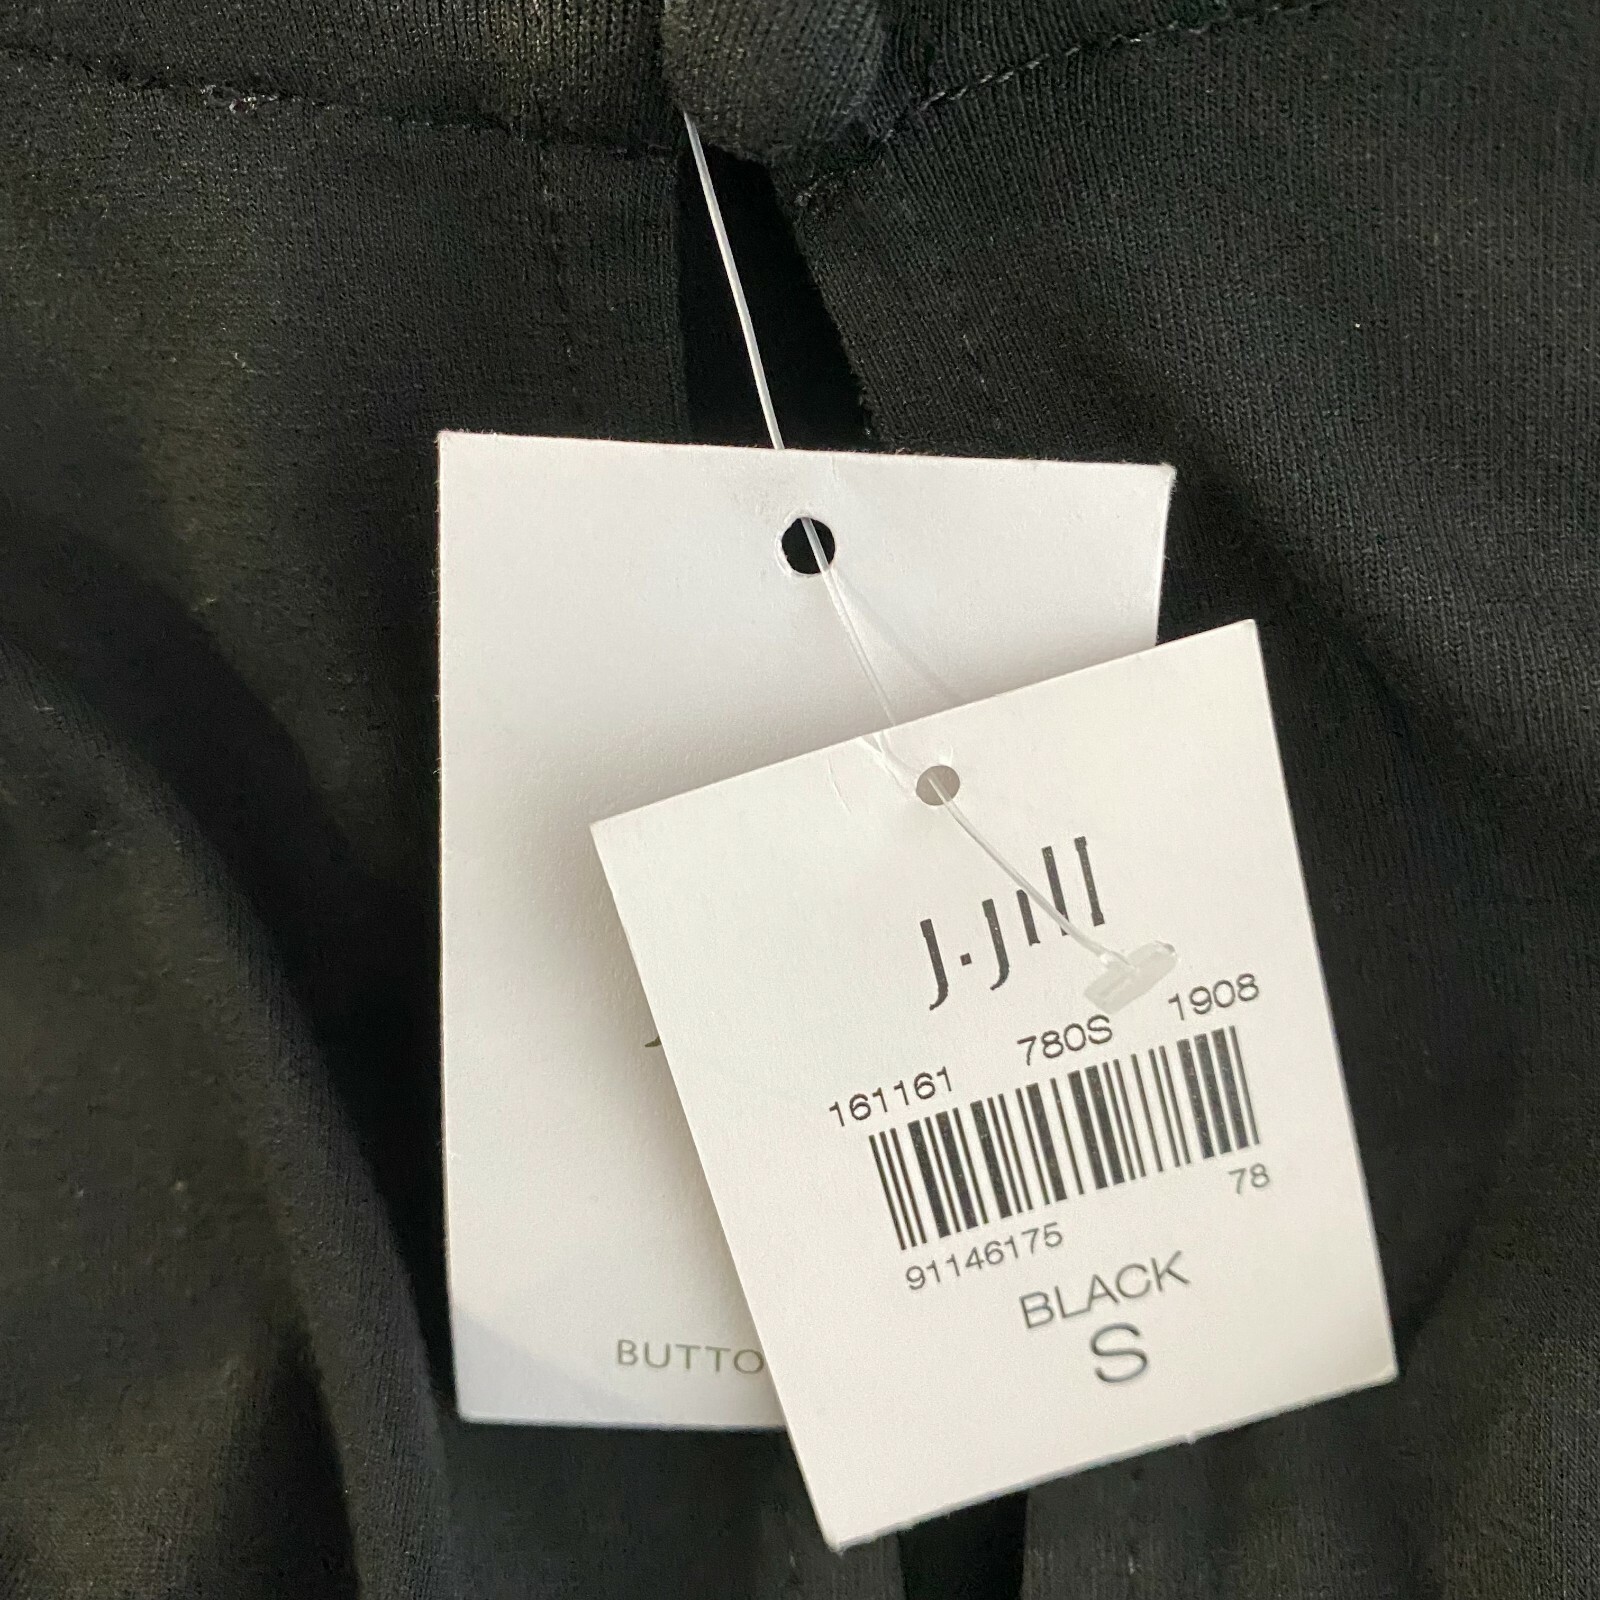 J.Jill
161161 780S 1908
91146175 78
BLACK
S
BUTTO